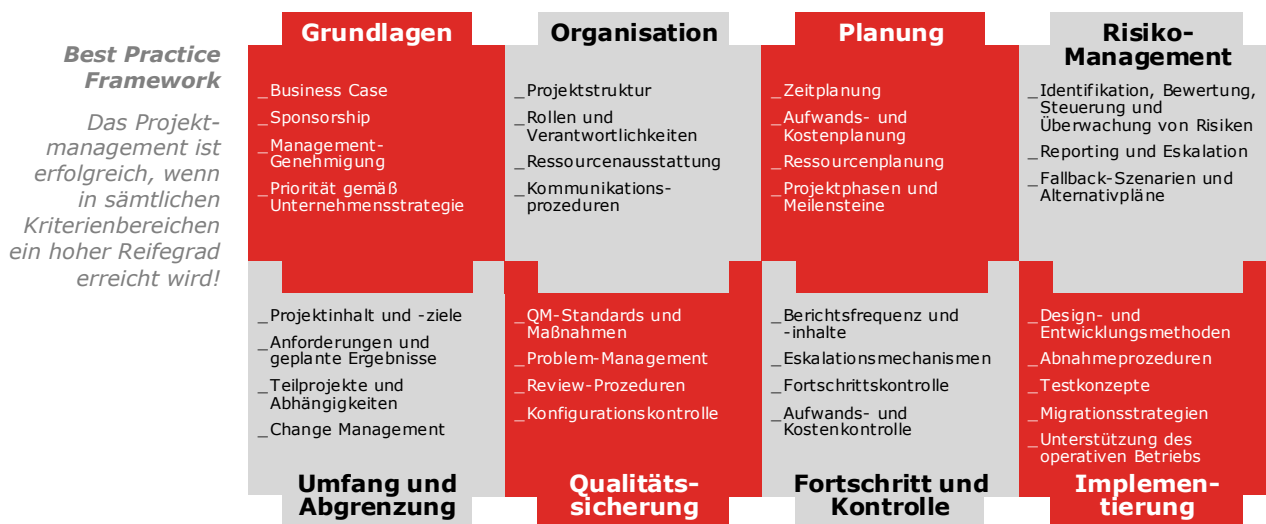 Best Practice
Framework
Das Projekt-
management ist
erfolgreich, wenn
in sämtlichen
Kriterienbereichen
ein hoher Reifegrad
erreicht wird!
Grundlagen
_Business Case
_Sponsorship
_Management-
Genehmigung
_Priorität gemäß
Unternehmensstrategie
Organisation
_Projektstruktur
_Rollen und
Verantwortlichkeiten
_Ressourcenausstattung
_Kommunikations-
prozeduren
Planung
_Zeitplanung
_Aufwands- und
Kostenplanung
_Ressourcenplanung
_Projektphasen und
Meilensteine
Risiko-
Management
_Identifikation, Bewertung,
Steuerung und
Überwachung von Risiken
_Reporting und Eskalation
_Fallback-Szenarien und
Alternativpläne
_Projektinhalt und -ziele
_Anforderungen und
geplante Ergebnisse
_Teilprojekte und
Abhängigkeiten
_Change Management
Umfang und
Abgrenzung
_QM-Standards und
Maßnahmen
_Problem-Management
_Review-Prozeduren
_Konfigurationskontrolle
Qualitäts-
sicherung
_Berichtsfrequenz und
-inhalte
_Eskalationsmechanismen
_Fortschrittskontrolle
_Aufwands- und
Kostenkontrolle
Fortschritt und
Kontrolle
_Design- und
Entwicklungsmethoden
_Abnahmeprozeduren
_Testkonzepte
_Migrationsstrategien
_Unterstützung des
operativen Betriebs
Implemen-
tierung